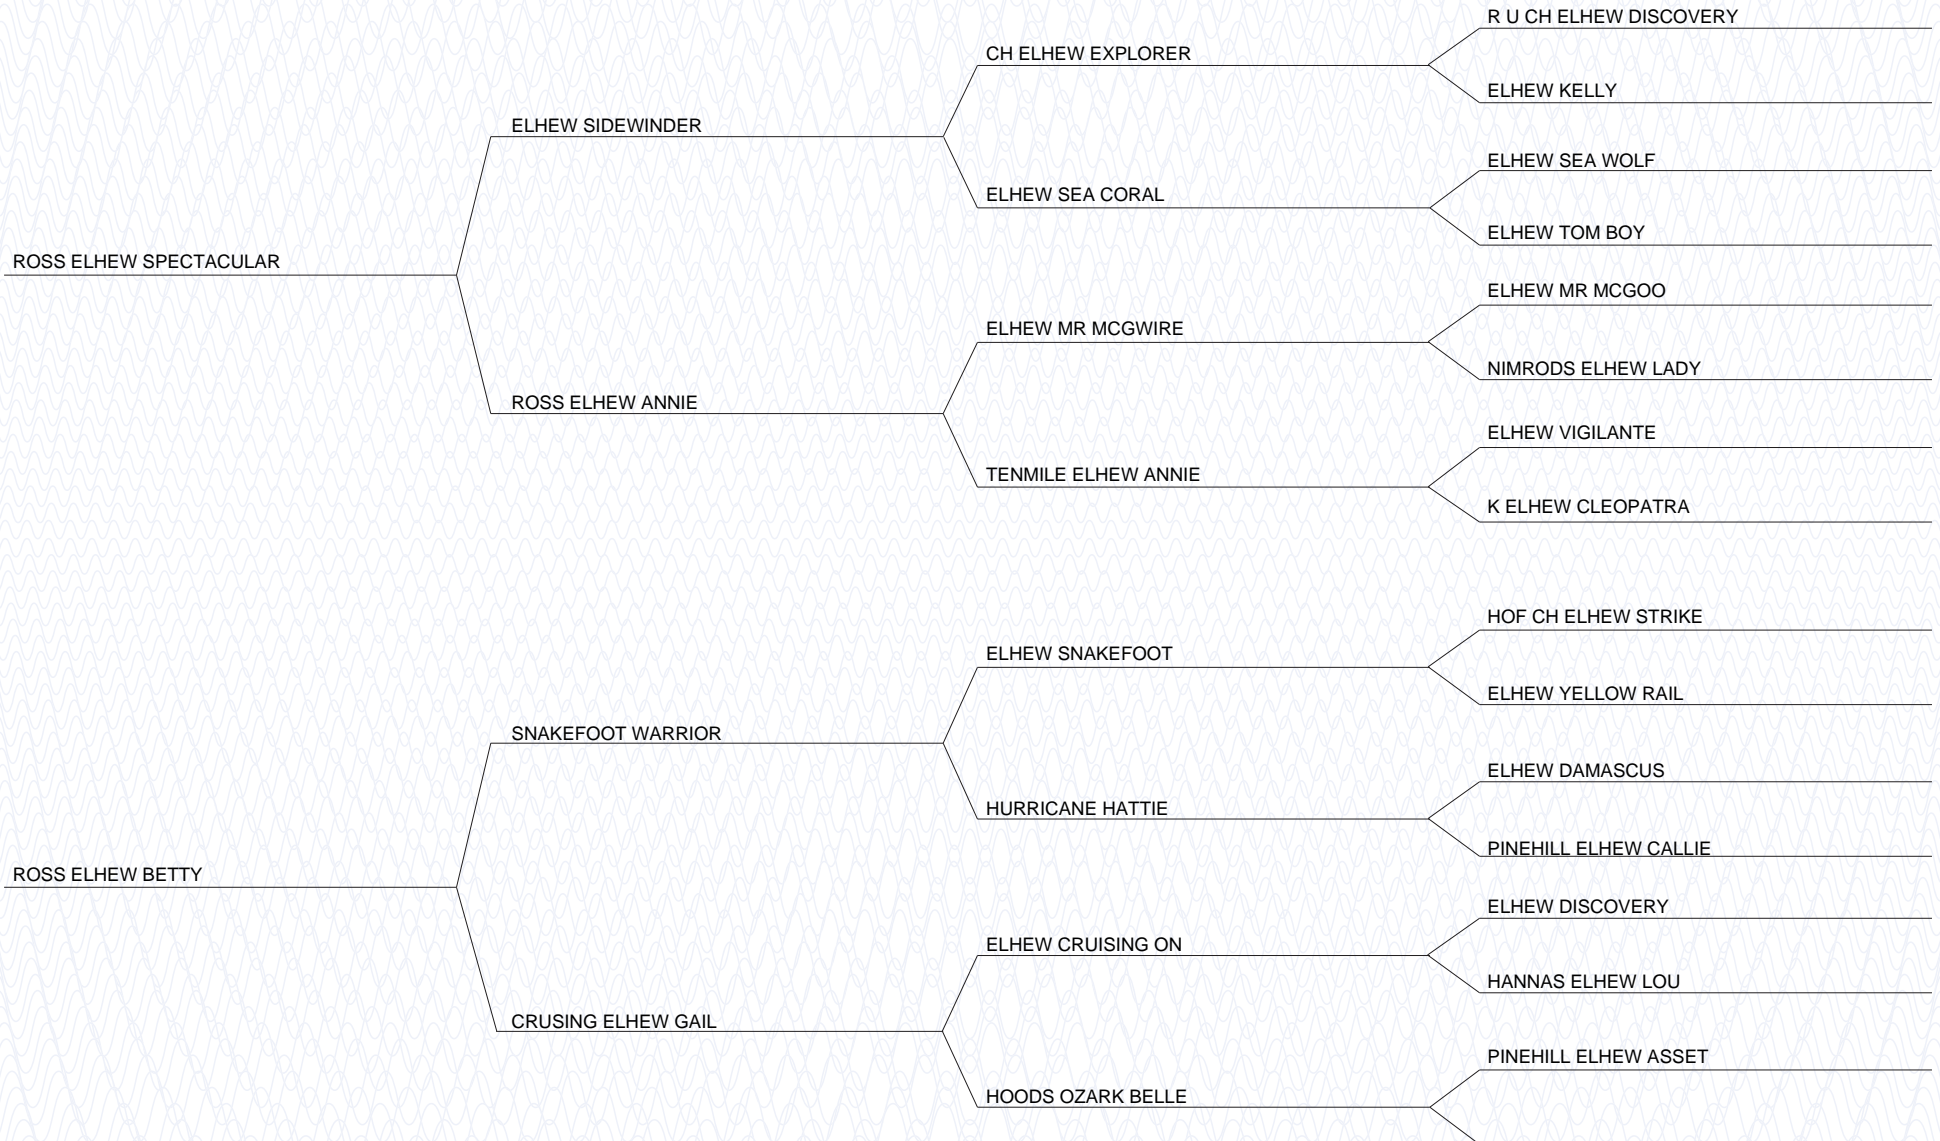 R U CH ELHEW DISCOVERY
CH ELHEW EXPLORER
ELHEW KELLY
ELHEW SIDEWINDER
ELHEW SEA WOLF
ELHEW SEA CORAL
ELHEW TOM BOY
ROSS ELHEW SPECTACULAR
ELHEW MR MCGOO
ELHEW MR MCGWIRE
NIMRODS ELHEW LADY
ROSS ELHEW ANNIE
ELHEW VIGILANTE
TENMILE ELHEW ANNIE
K ELHEW CLEOPATRA
HOF CH ELHEW STRIKE
ELHEW SNAKEFOOT
ELHEW YELLOW RAIL
SNAKEFOOT WARRIOR
ELHEW DAMASCUS
HURRICANE HATTIE
PINEHILL ELHEW CALLIE
ROSS ELHEW BETTY
ELHEW DISCOVERY
ELHEW CRUISING ON
HANNAS ELHEW LOU
CRUSING ELHEW GAIL
PINEHILL ELHEW ASSET
HOODS OZARK BELLE